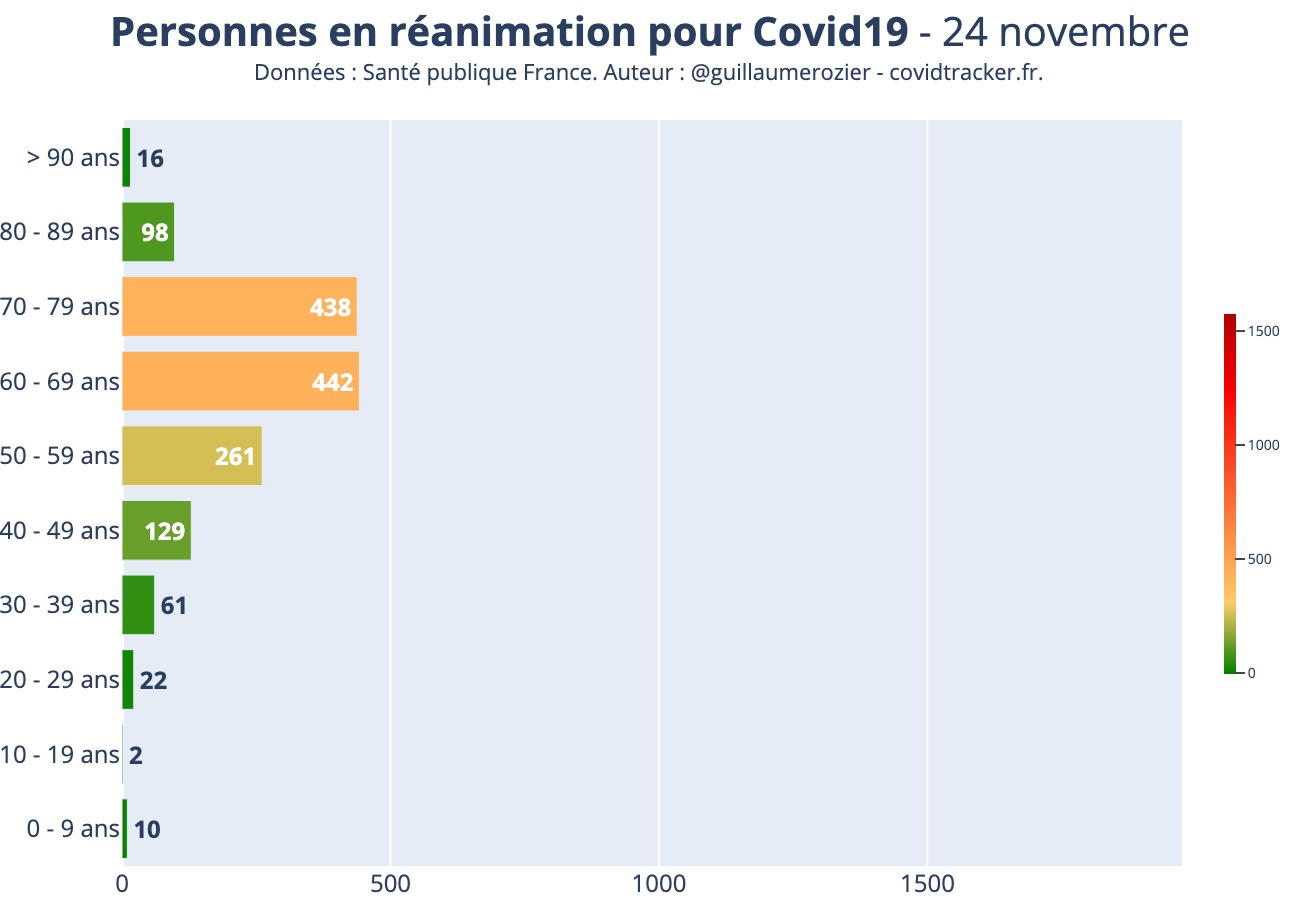 Personnes en réanimation pour Covid19 - 24 novembre
Données : Santé publique France. Auteur : @guillaumerozier - covidtracker.fr.
> 90 ans 16
80 - 89 ans 98
70 - 79 ans 438
60 - 69 ans 442
50 - 59 ans 261
40 - 49 ans 129
30 - 39 ans 61
20 - 29 ans 22
10 - 19 ans 2
0 - 9 ans 10
0 500 1000 1500
1500
1000
500
0